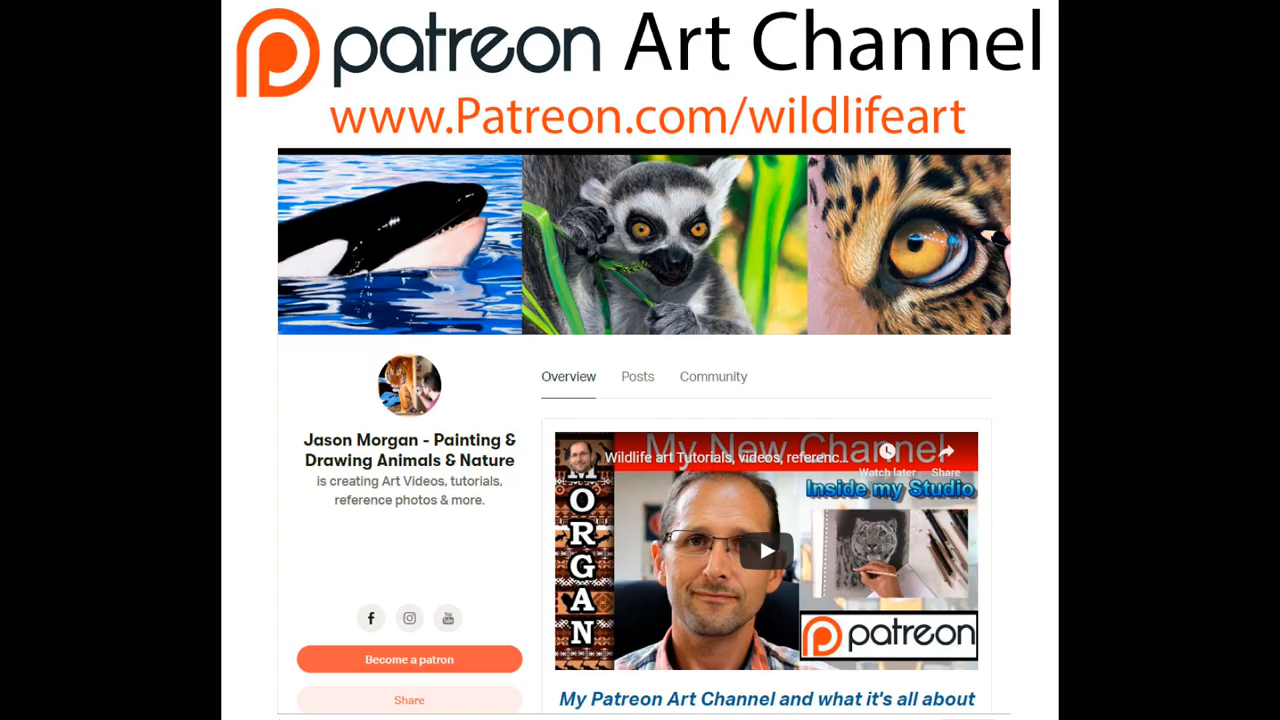 patreon Art Channel
www.Patreon.com/wildlifeart
Overview Posts Community
Jason Morgan - Painting &
Drawing Animals & Nature
is creating Art Videos, tutorials,
reference photos & more.
Become a patron
Share
My New Channel
Wildlife art Tutorials, videos, referenc...
Watch later Share
Inside my Studio
MORGAN
patreon
You Tube
My Patreon Art Channel and what it's all about